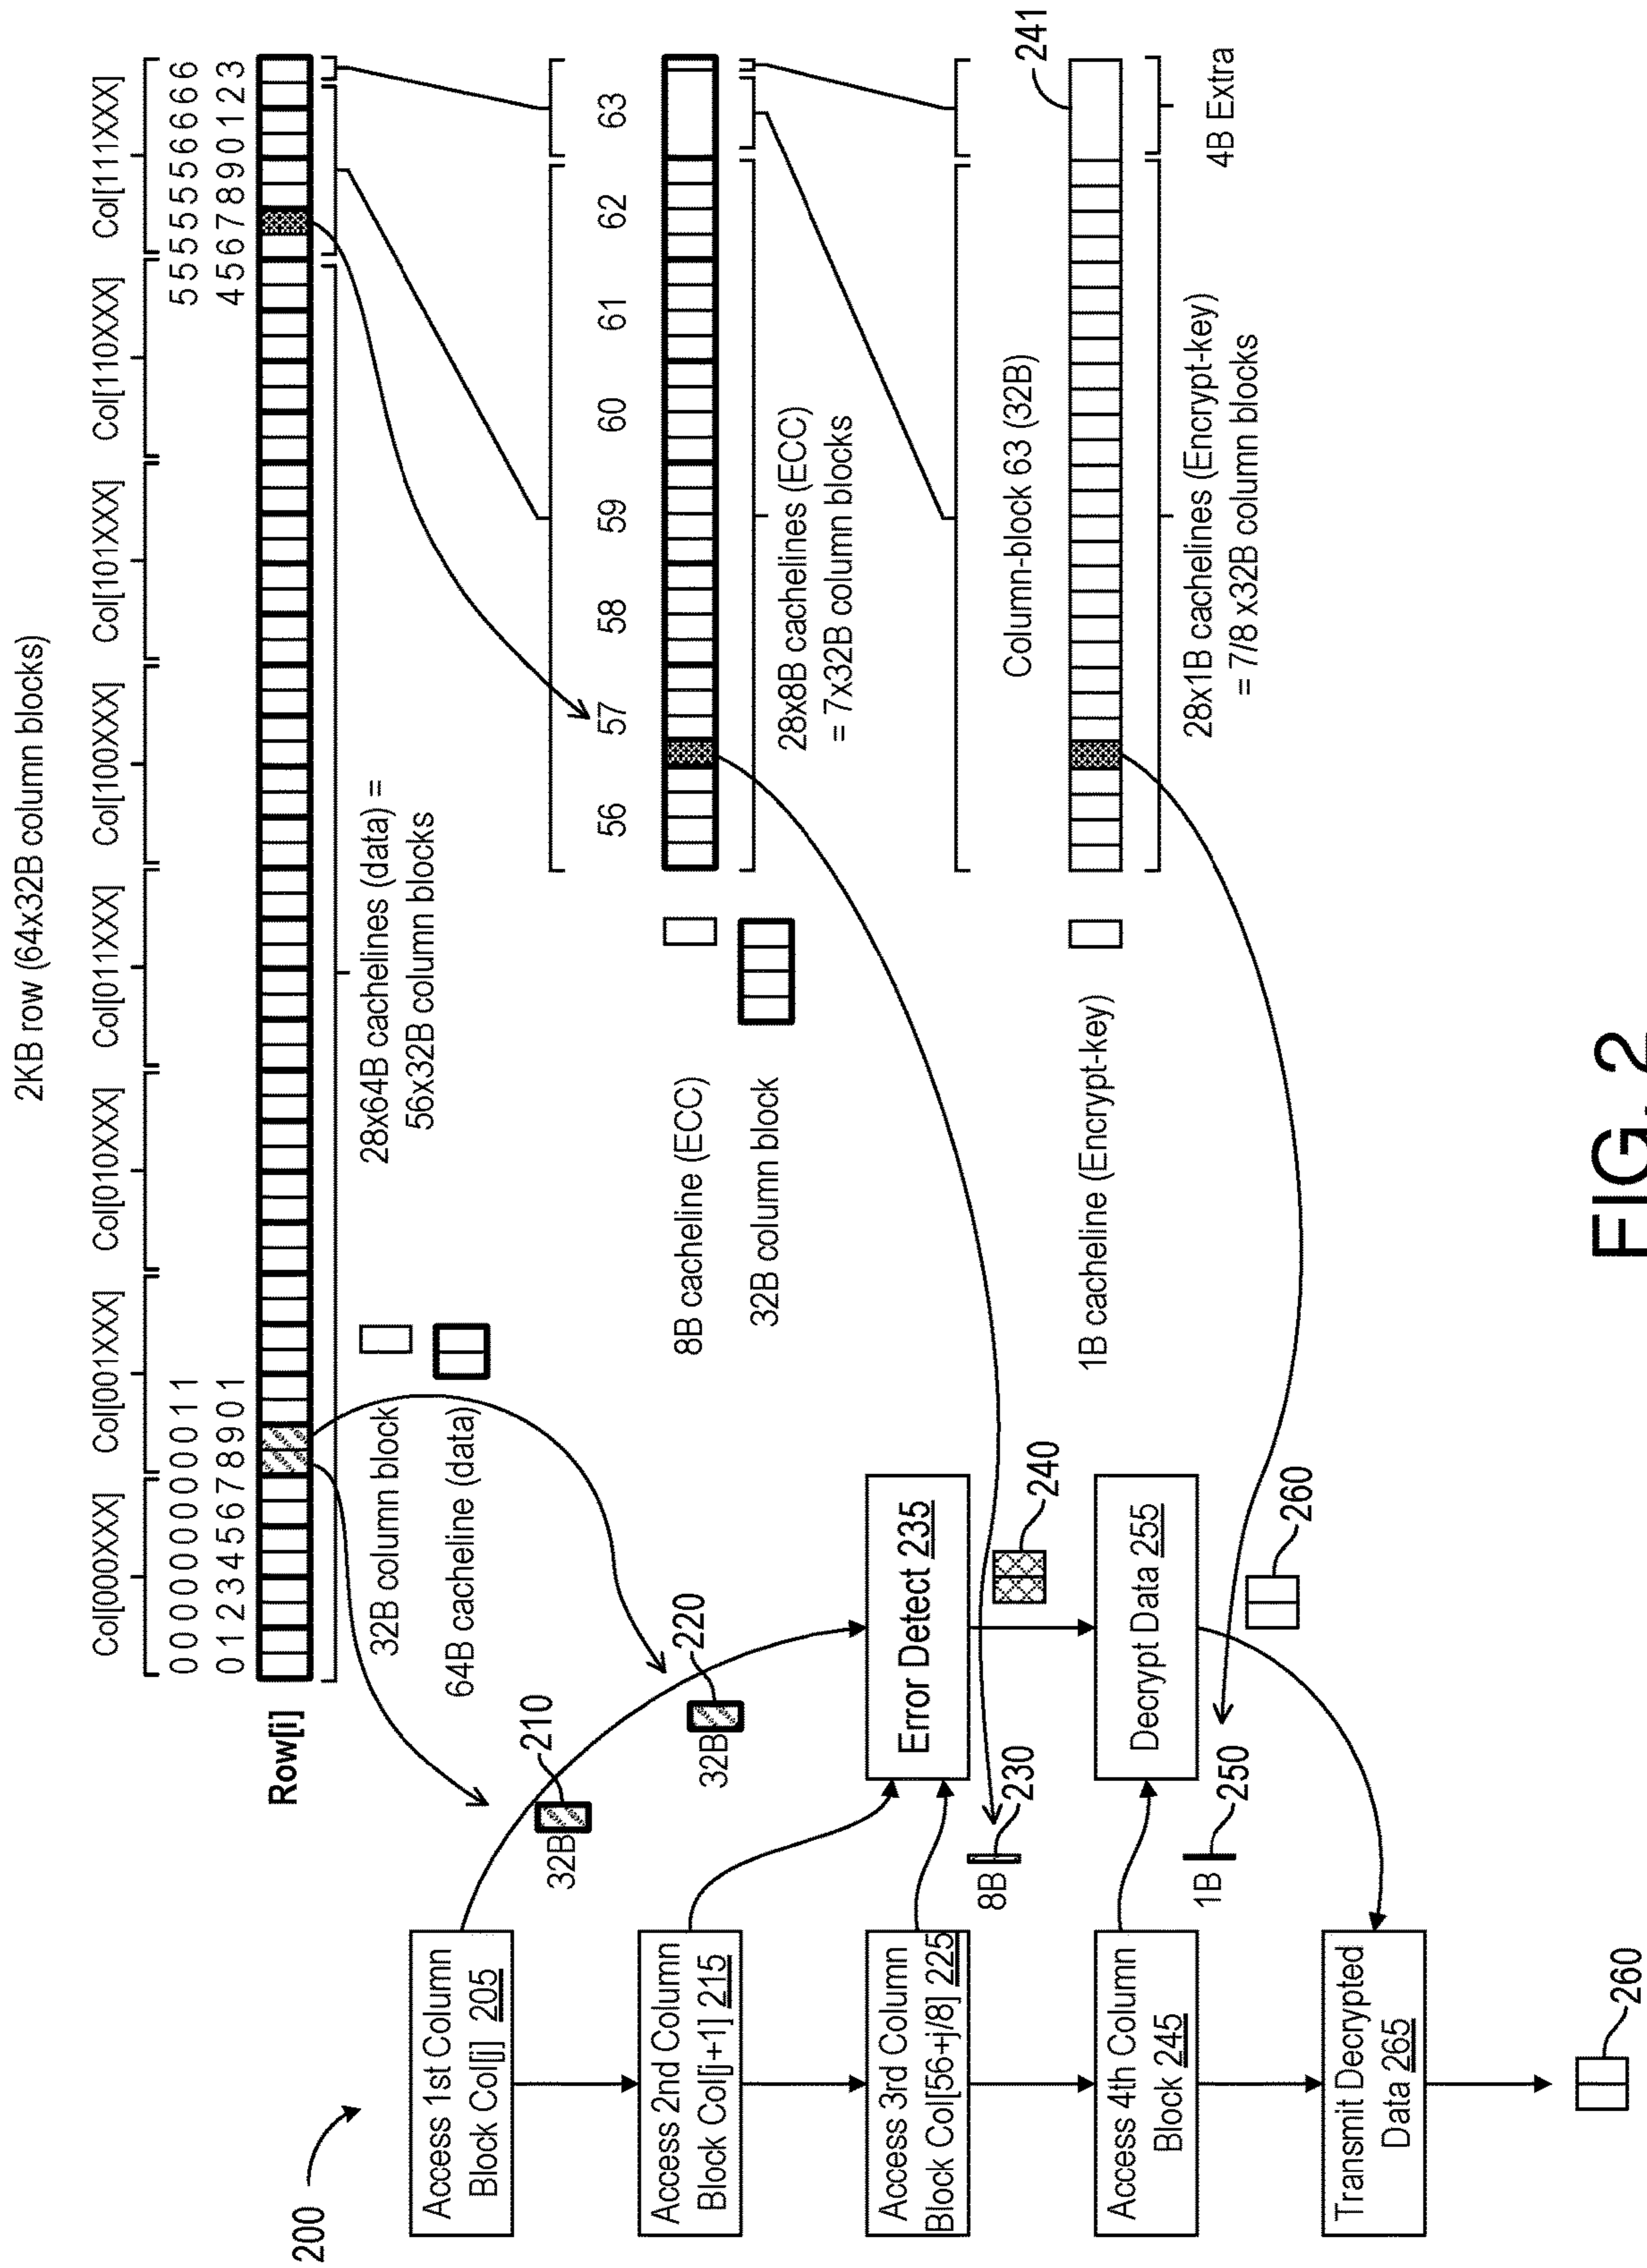 2KB row (64x32B column blocks)
Col[000XXX] Col[001XXX] Col[010XXX] Col[011XXX] Col[100XXX] Col[101XXX] Col[110XXX] Col[111XXX]
0 0 0 0 0 0 0 0 0 0 1 1 5 5 5 5 5 5 6 6 6 6
0 1 2 3 4 5 6 7 8 9 0 1 4 5 6 7 8 9 0 1 2 3
Row[i]
32B column block
64B cacheline (data)
28x64B cachelines (data) =
56x32B column blocks
200
Access 1st Column
Block Col[j] 205
32B
210
Access 2nd Column
Block Col[j+1] 215
32B
220
56 57 58 59 60 61 62 63
8B cacheline (ECC)
32B column block
28x8B cachelines (ECC)
= 7x32B column blocks
Access 3rd Column
Block Col[56+j/8] 225
Error Detect 235
8B
230
240
Column-block 63 (32B)
241
1B cacheline (Encrypt-key)
28x1B cachelines (Encrypt-key)
= 7/8 x32B column blocks
4B Extra
Access 4th Column
Block 245
Decrypt Data 255
1B
250
260
Transmit Decrypted
Data 265
260
FIG. 2